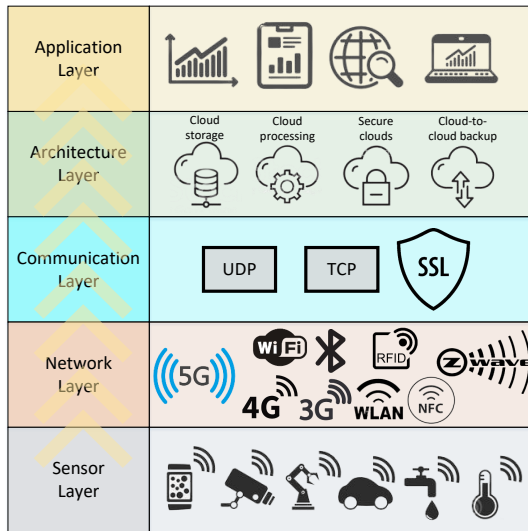 Application
Layer
Cloud
storage
Cloud
processing
Secure
clouds
Cloud-to-
cloud backup
Architecture
Layer
Communication
Layer
UDP
TCP
SSL
Network
Layer
5G
WiFi
RFID
Z wave
4G
3G
WLAN
NFC
Sensor
Layer